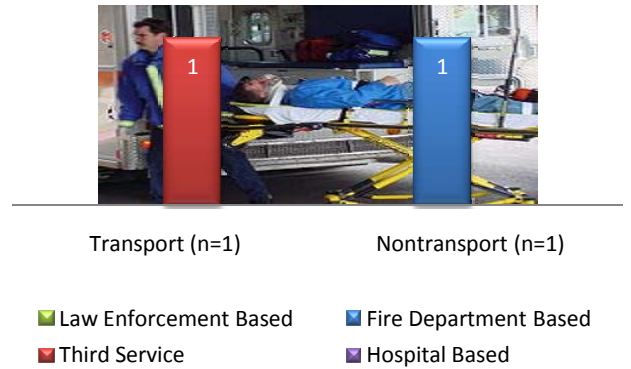 1 1
Transport (n=1) Nontransport (n=1)
Law Enforcement Based Fire Department Based
Third Service Hospital Based